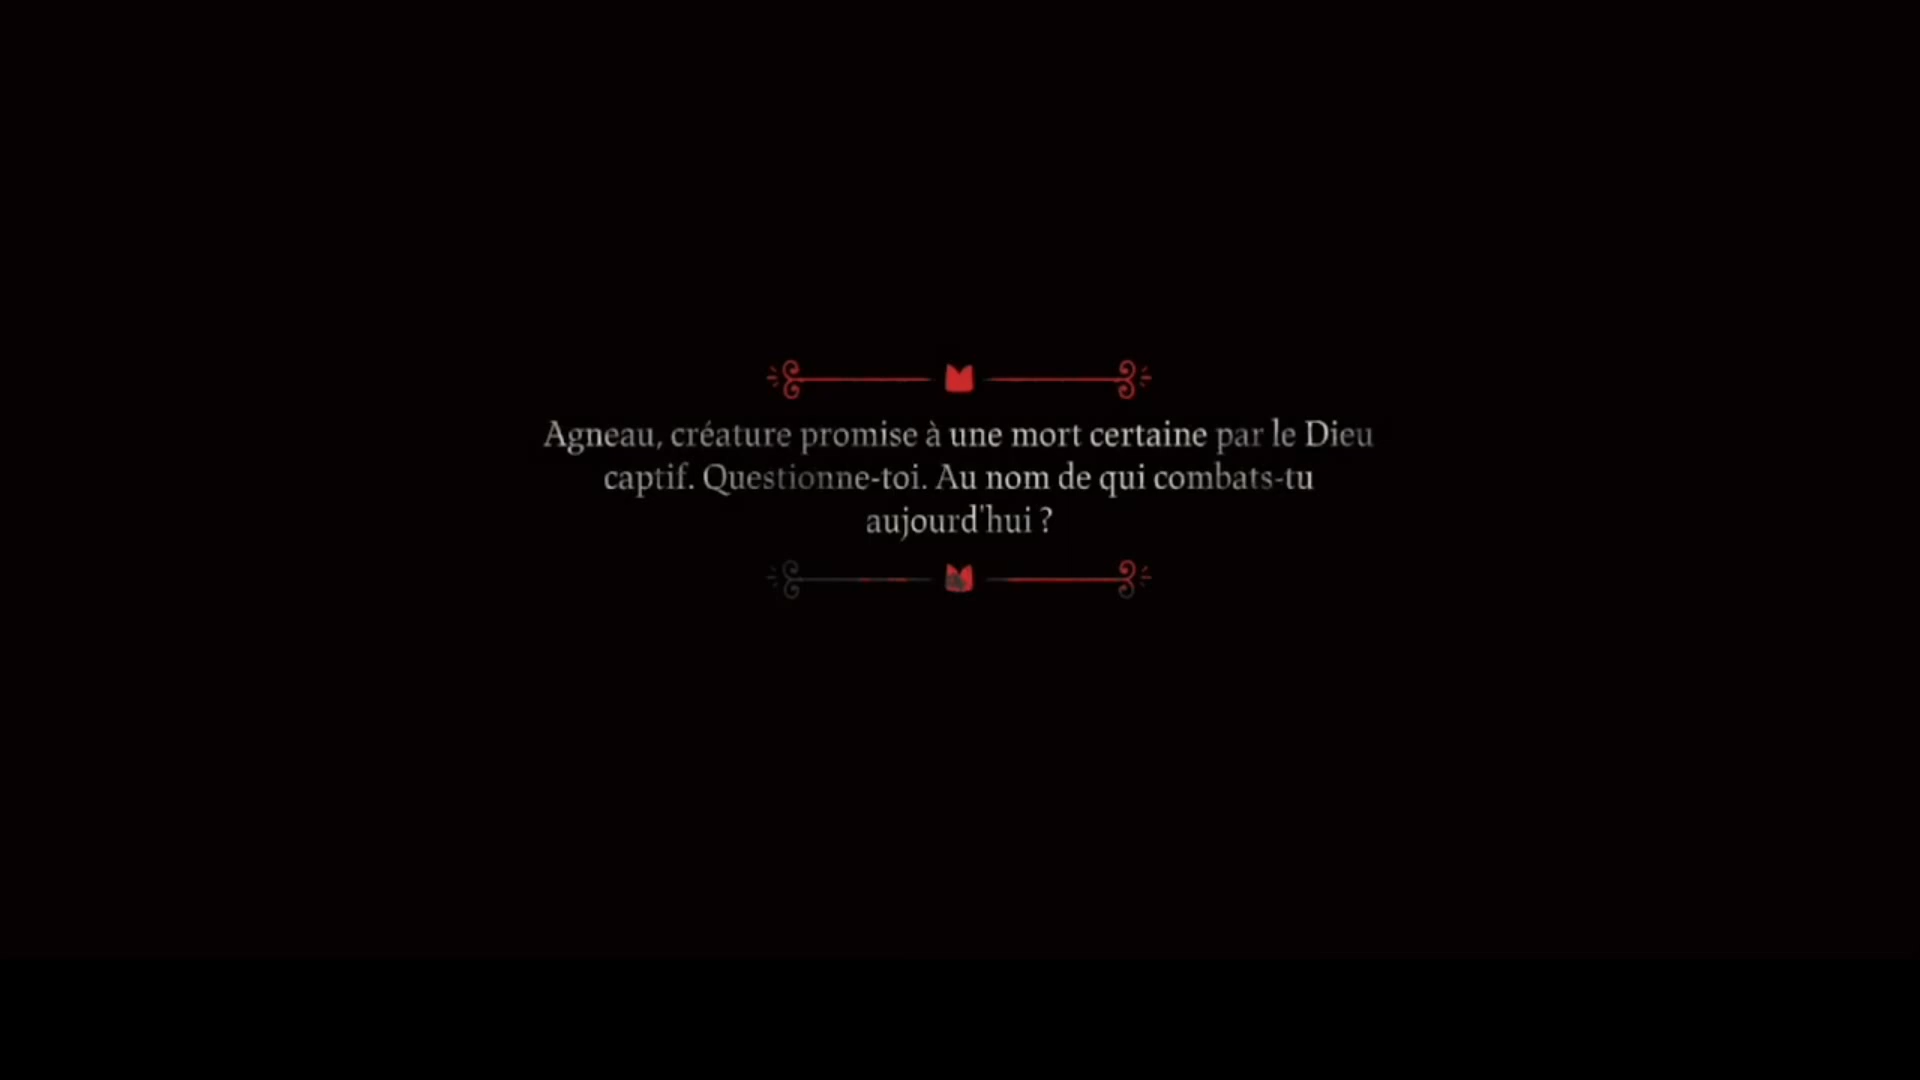 Agneau, créature promise à une mort certaine par le Dieu
captif. Questionne-toi. Au nom de qui combats-tu
aujourd'hui ?